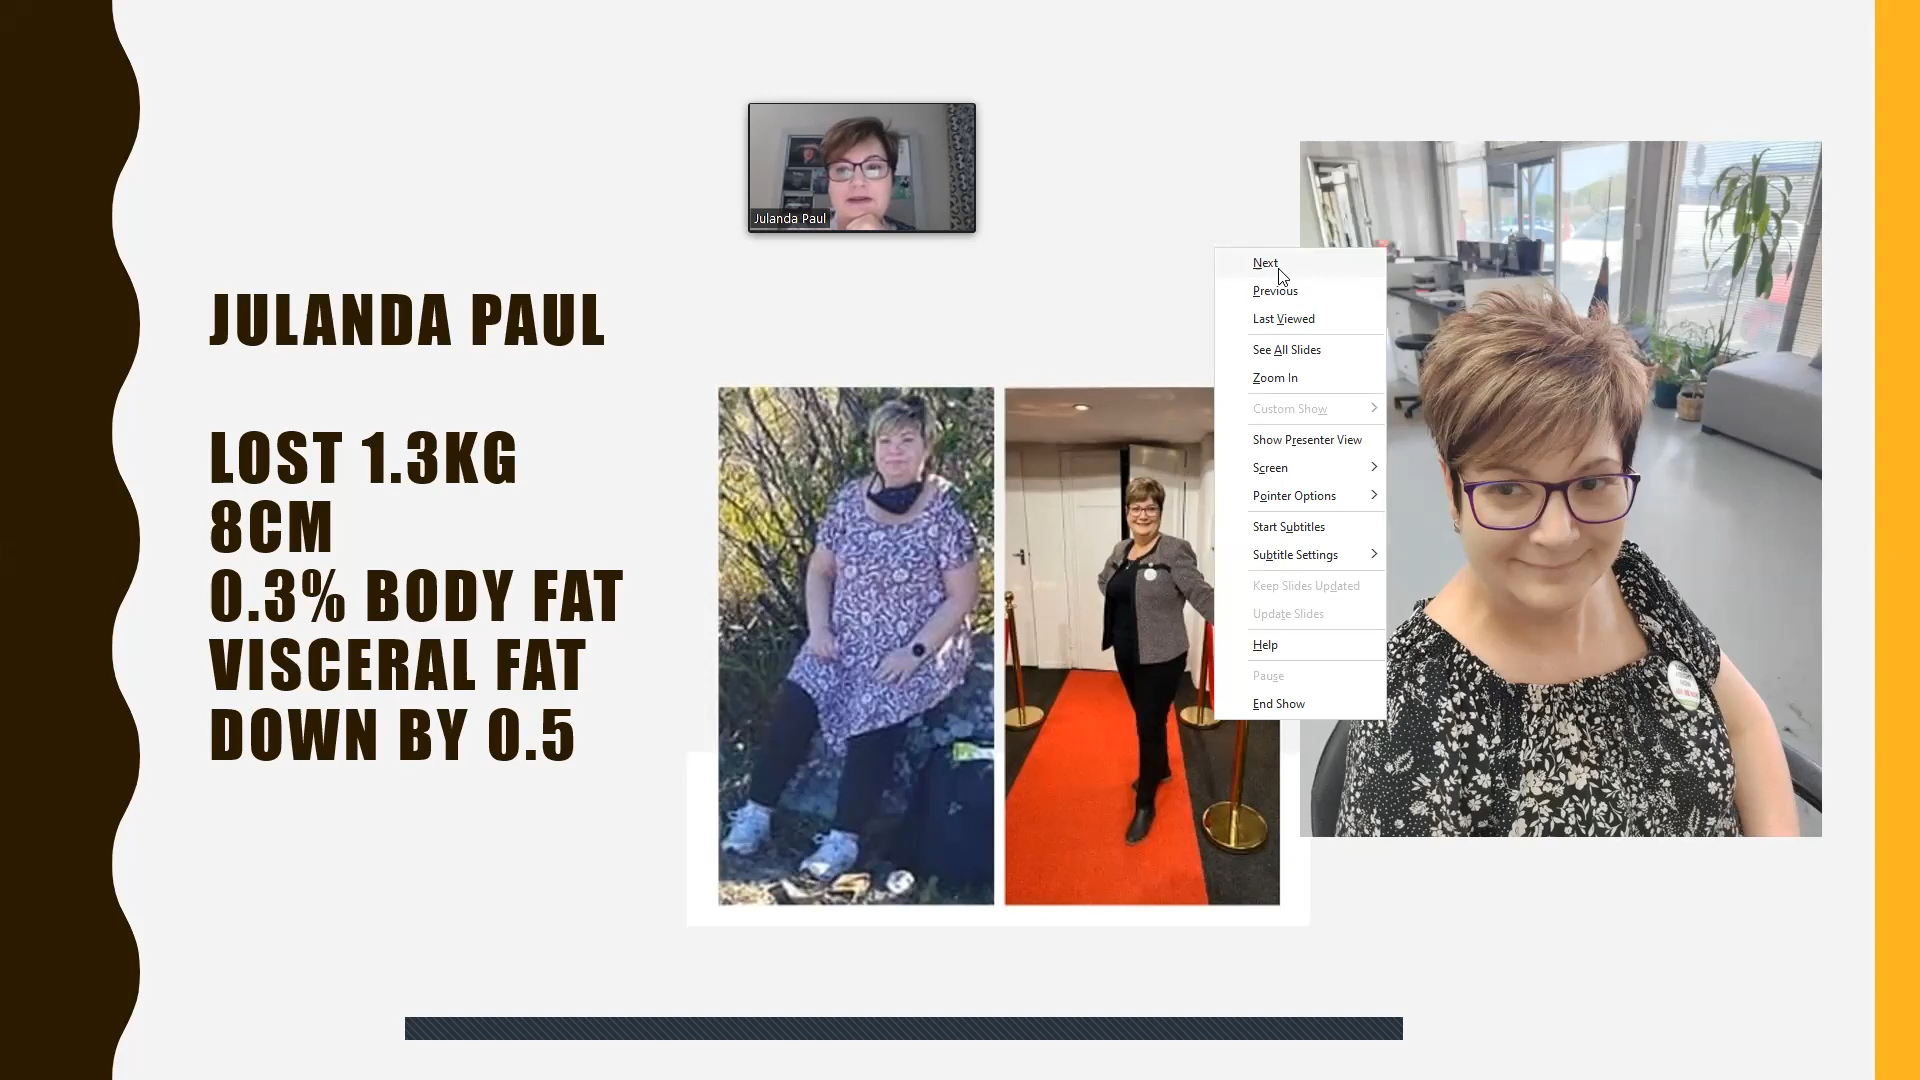 Julanda Paul
JULANDA PAUL
LOST 1.3KG
8CM
0.3% BODY FAT
VISCERAL FAT
DOWN BY 0.5
Next
Previous
Last Viewed
See All Slides
Zoom In
Custom Show
Show Presenter View
Screen
Pointer Options
Start Subtitles
Subtitle Settings
Keep Slides Updated
Update Slides
Help
Pause
End Show